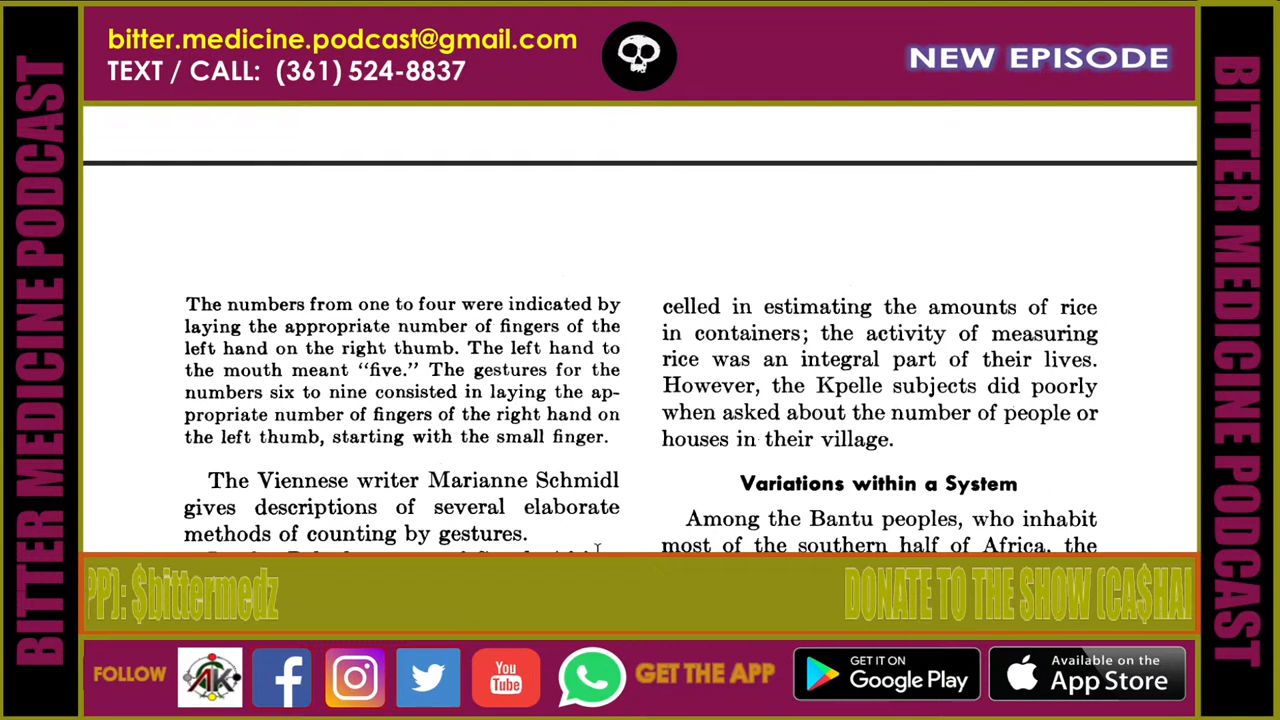 bitter.medicine.podcast@gmail.com
TEXT / CALL: (361) 524-8837
NEW EPISODE
BITTER MEDICINE PODCAST
The numbers from one to four were indicated by
laying the appropriate number of fingers of the
left hand on the right thumb. The left hand to
the mouth meant "five." The gestures for the
numbers six to nine consisted in laying the ap-
propriate number of fingers of the right hand on
the left thumb, starting with the small finger.
The Viennese writer Marianne Schmidl
gives descriptions of several elaborate
methods of counting by gestures.
celled in estimating the amounts of rice
in containers; the activity of measuring
rice was an integral part of their lives.
However, the Kpelle subjects did poorly
when asked about the number of people or
houses in their village.
Variations within a System
Among the Bantu peoples, who inhabit
most of the southern half of Africa, the
BITTER MEDICINE PODCAST
PP): $bittermedz
DONATE TO THE SHOW (CA$HA
FOLLOW
ATK
You
Tube
GET THE APP
GET IT ON
Google Play
Available on the
App Store